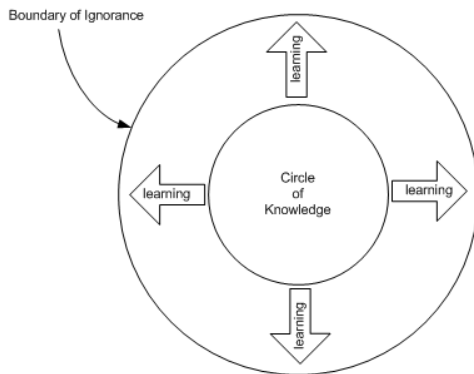 Boundary of Ignorance
learning
Circle
of
Knowledge
learning
learning
learning